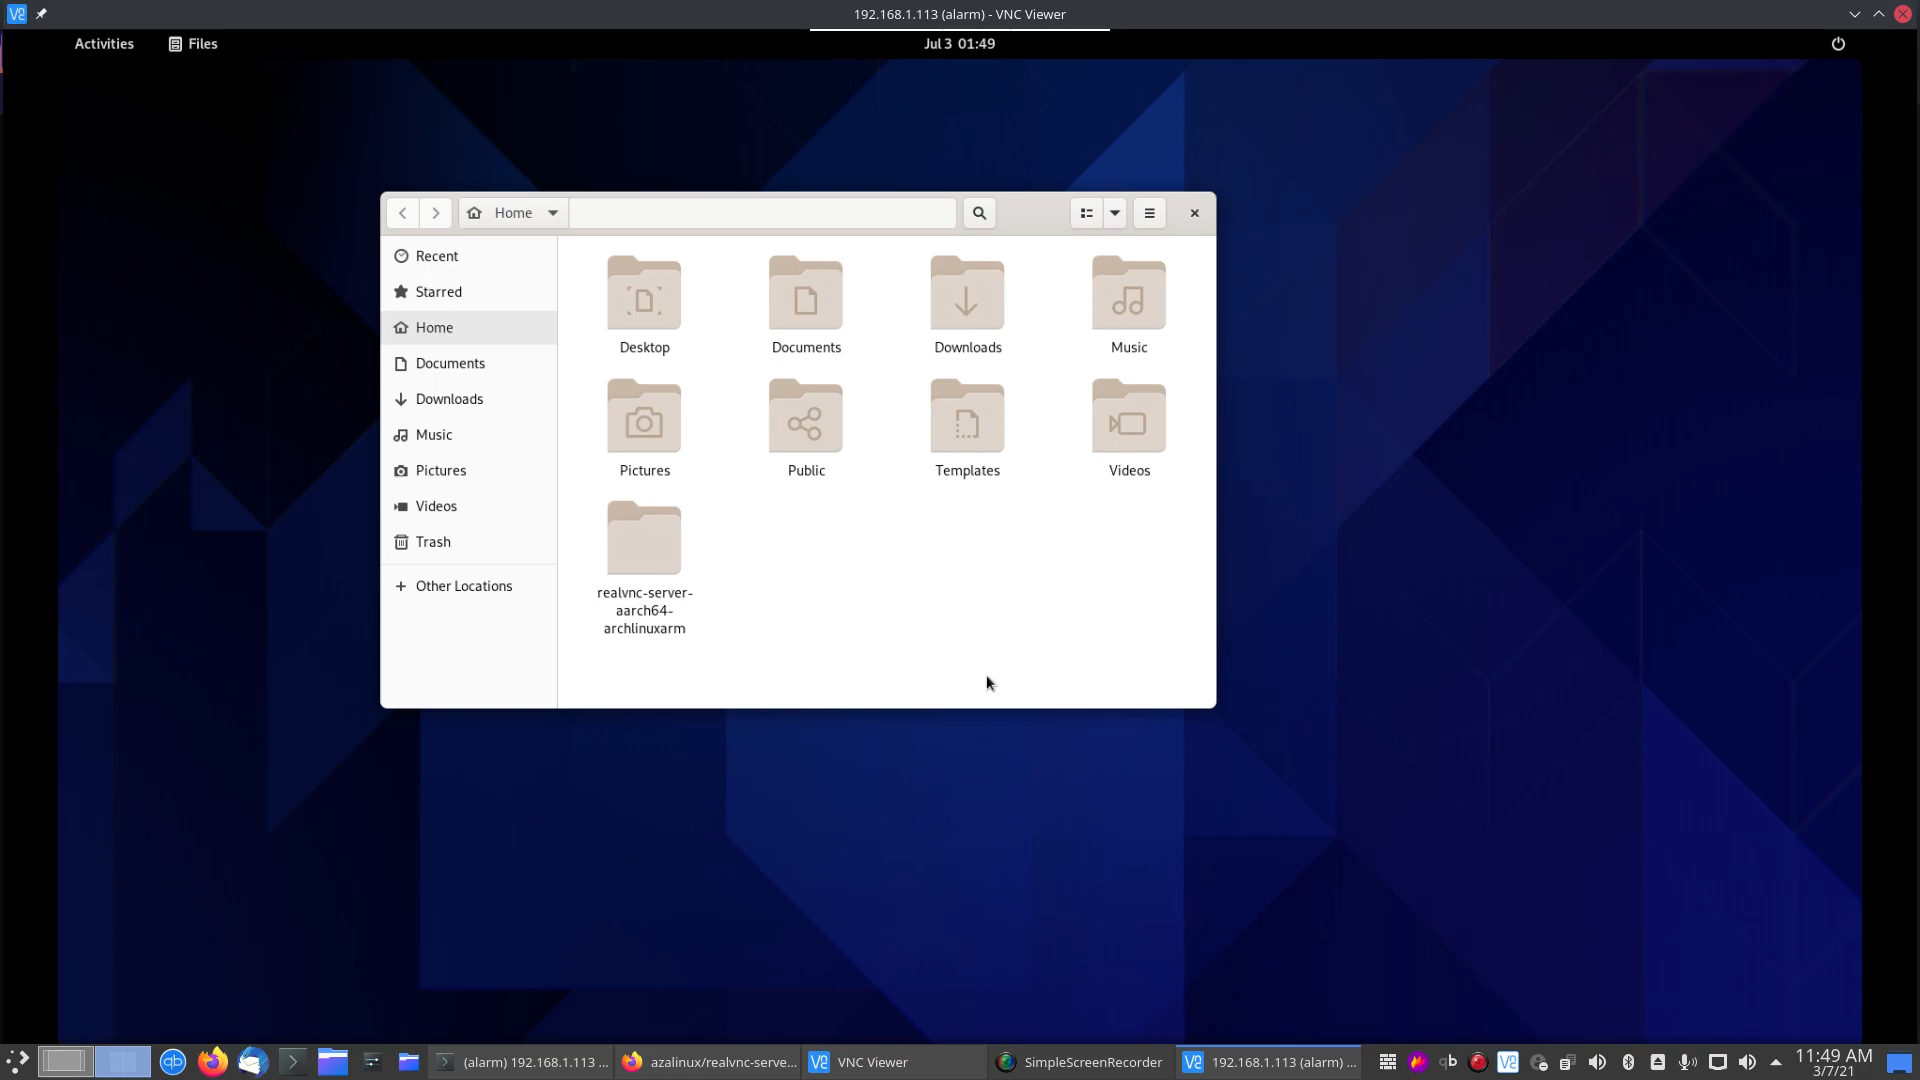 192.168.1.113 (alarm) - VNC Viewer
Activities
Files
Jul 3 01:49
Home
Recent
Starred
Home
Documents
Downloads
Music
Pictures
Videos
Trash
Other Locations
Desktop
Documents
Downloads
Music
Pictures
Public
Templates
Videos
realvnc-server-
aarch64-
archlinuxarm
(alarm) 192.168.1.113 ...
azalinux/realvnc-serve...
VNC Viewer
SimpleScreenRecorder
192.168.1.113 (alarm) ...
qb
11:49 AM
3/7/21